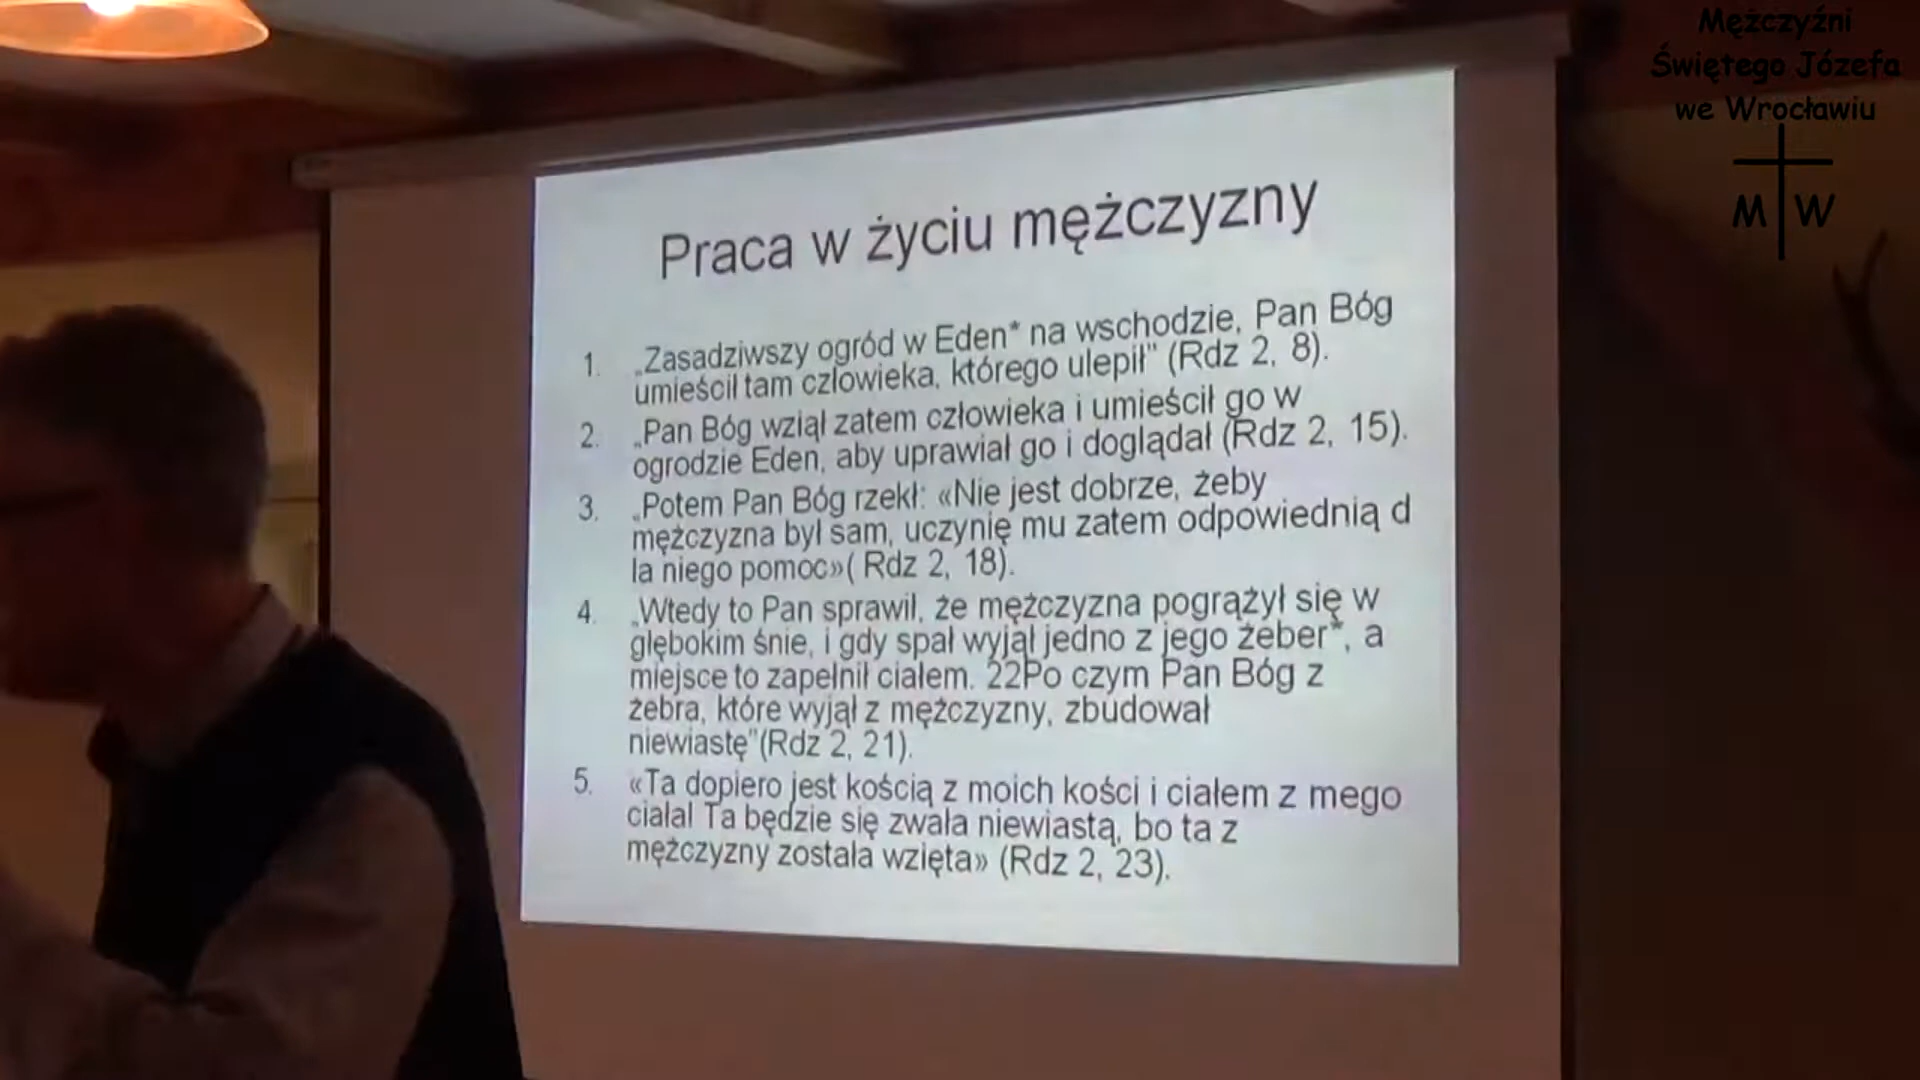 Mężczyźni
Świętego Józefa
we Wrocławiu
M W
Praca w życiu mężczyzny
1. „Zasadziwszy ogród w Eden* na wschodzie, Pan Bóg
umieścił tam człowieka, którego ulepił" (Rdz 2, 8).
2. „Pan Bóg wziął zatem człowieka i umieścił go w
ogrodzie Eden, aby uprawiał go i doglądał (Rdz 2, 15).
3. „Potem Pan Bóg rzekł: «Nie jest dobrze, żeby
mężczyzna był sam, uczynię mu zatem odpowiednią d
la niego pomoc»( Rdz 2, 18).
4. „Wtedy to Pan sprawił, że mężczyzna pogrążył się w
głębokim śnie, i gdy spał wyjął jedno z jego żeber*, a
miejsce to zapełnił ciałem. 22Po czym Pan Bóg z
żebra, które wyjął z mężczyzny, zbudował
niewiastę"(Rdz 2, 21).
5. «Ta dopiero jest kością z moich kości i ciałem z mego
ciała! Ta będzie się zwała niewiastą, bo ta z
mężczyzny została wzięta» (Rdz 2, 23).